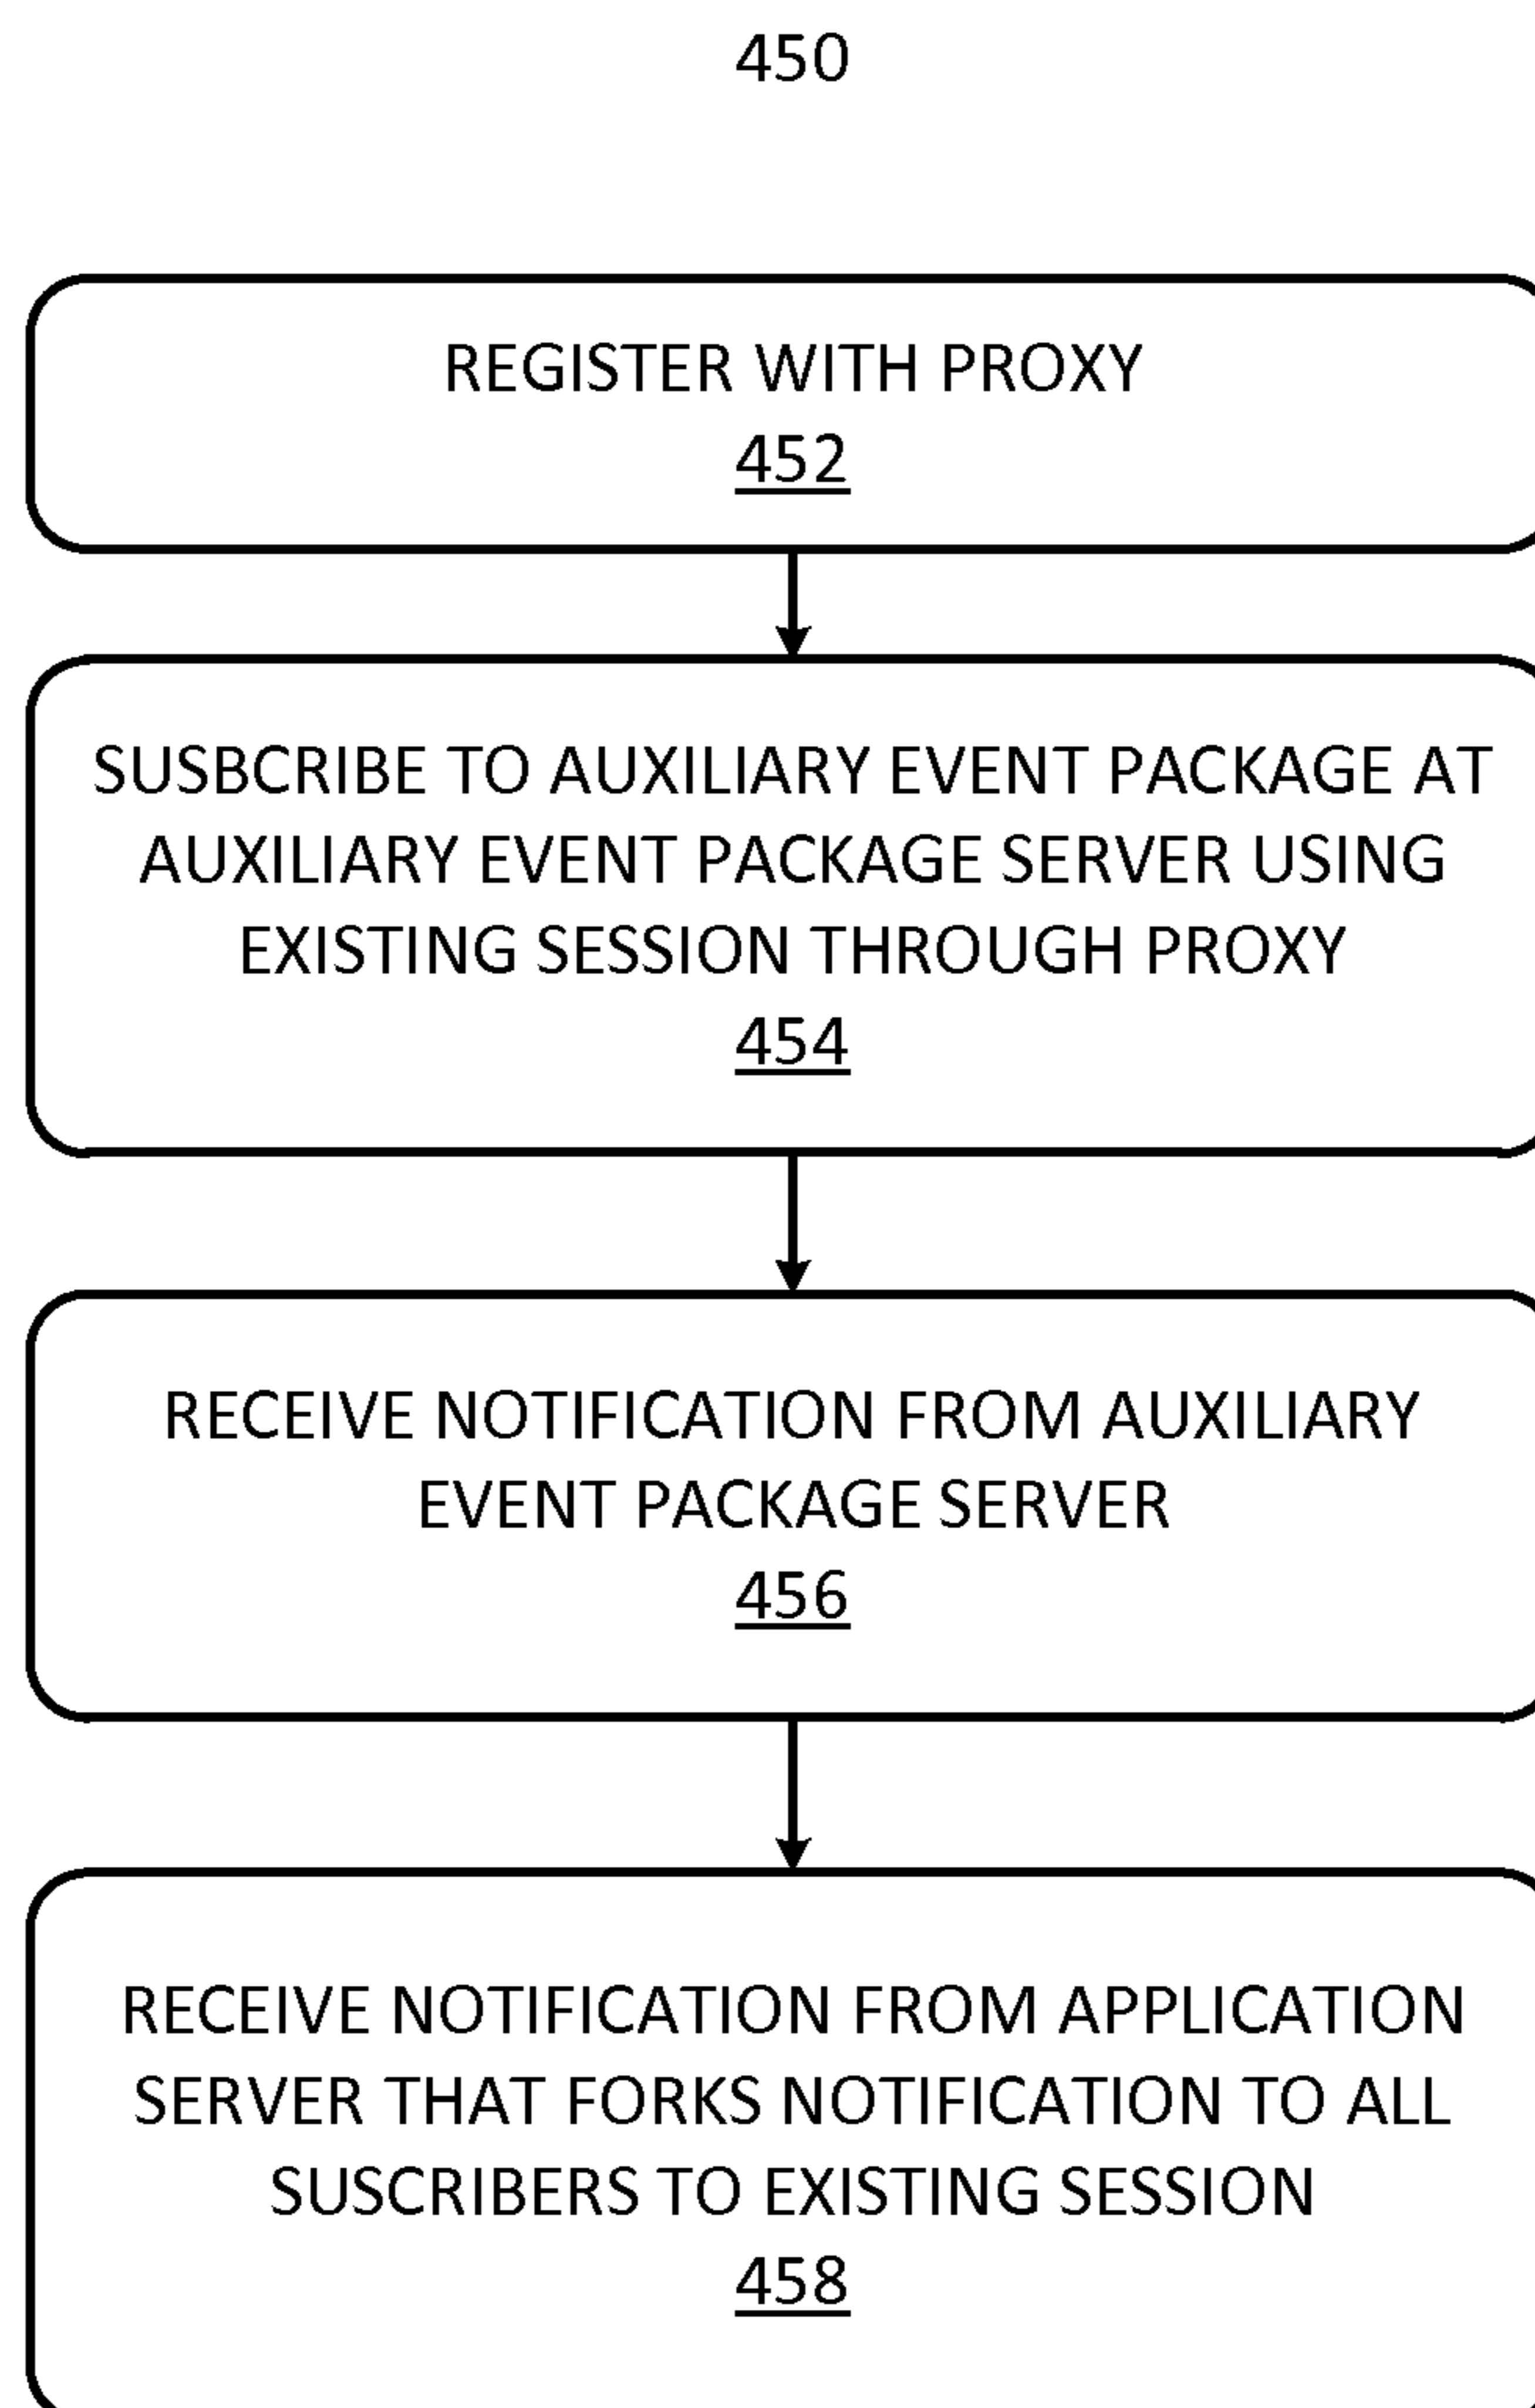 450
REGISTER WITH PROXY
452
SUSBCRIBE TO AUXILIARY EVENT PACKAGE AT
AUXILIARY EVENT PACKAGE SERVER USING
EXISTING SESSION THROUGH PROXY
454
RECEIVE NOTIFICATION FROM AUXILIARY
EVENT PACKAGE SERVER
456
RECEIVE NOTIFICATION FROM APPLICATION
SERVER THAT FORKS NOTIFICATION TO ALL
SUSCRIBERS TO EXISTING SESSION
458